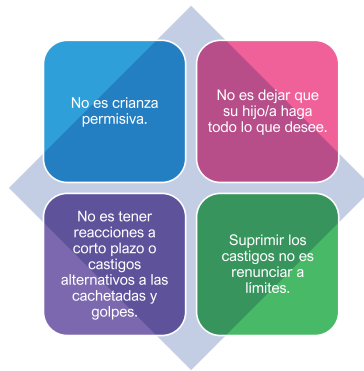 No es crianza
permisiva.
No es dejar que
su hijo/a haga
todo lo que desee.
No es tener
reacciones a
corto plazo o
castigos
alternativos a las
cachetadas y
golpes.
Suprimir los
castigos no es
renunciar a
límites.